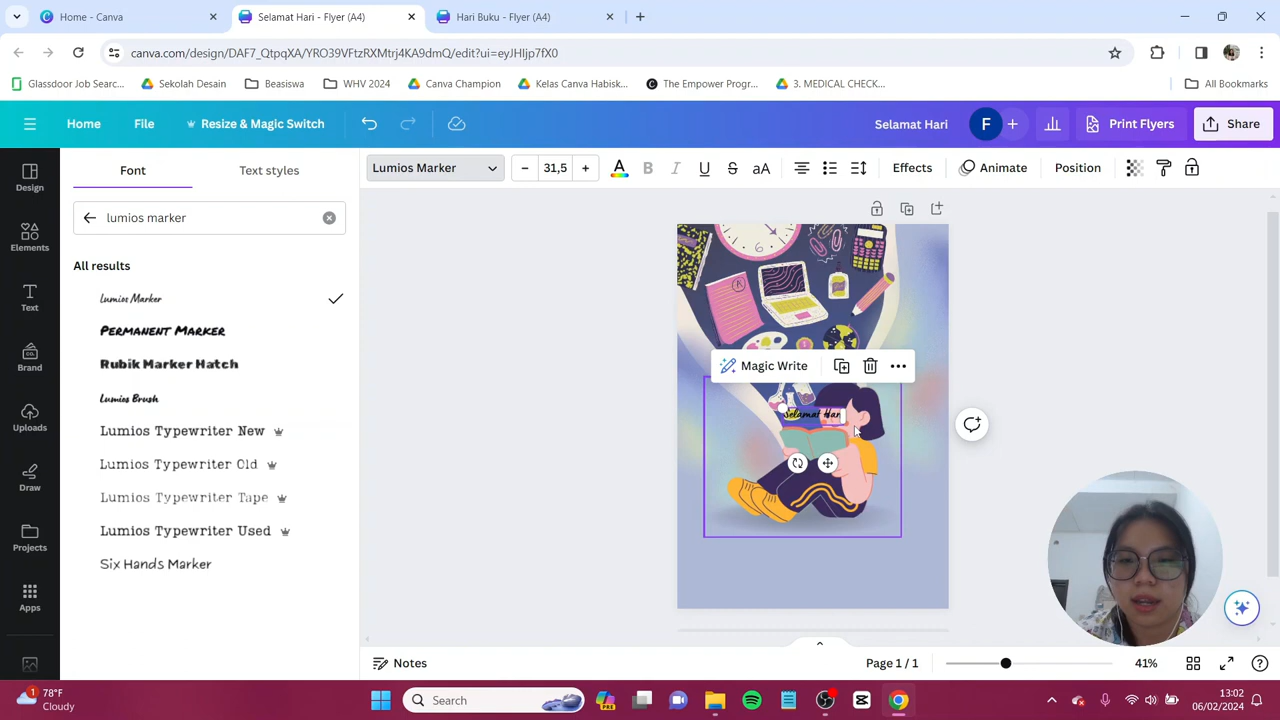 Home - Canva
Selamat Hari - Flyer (A4)
Hari Buku - Flyer (A4)
canva.com/design/DAF7_QtpqXA/YRO39VFtzRXMtrj4KA9dmQ/edit?ui=eyJHIjp7fX0
Glassdoor Job Sear...
Sekolah Desain
Beasiswa
WHV 2024
Canva Champion
Kelas Canva Habisk...
The Empower Progr...
3. MEDICAL CHECK...
All Bookmarks
Home
File
Resize & Magic Switch
Selamat Hari
F
Print Flyers
Share
Design
Elements
Text
Brand
Uploads
Draw
Projects
Apps
Font
Text styles
lumios marker
All results
Lumios Marker
Permanent Marker
Rubik Marker Hatch
Lumios Brush
Lumios Typewriter New
Lumios Typewriter Old
Lumios Typewriter Tape
Lumios Typewriter Used
Six Hands Marker
Lumios Marker
31,5
A
B
I
U
S
aA
Effects
Animate
Position
Magic Write
Selamat Hari
Notes
Page 1 / 1
41%
78°F
Cloudy
Search
13:02
06/02/2024